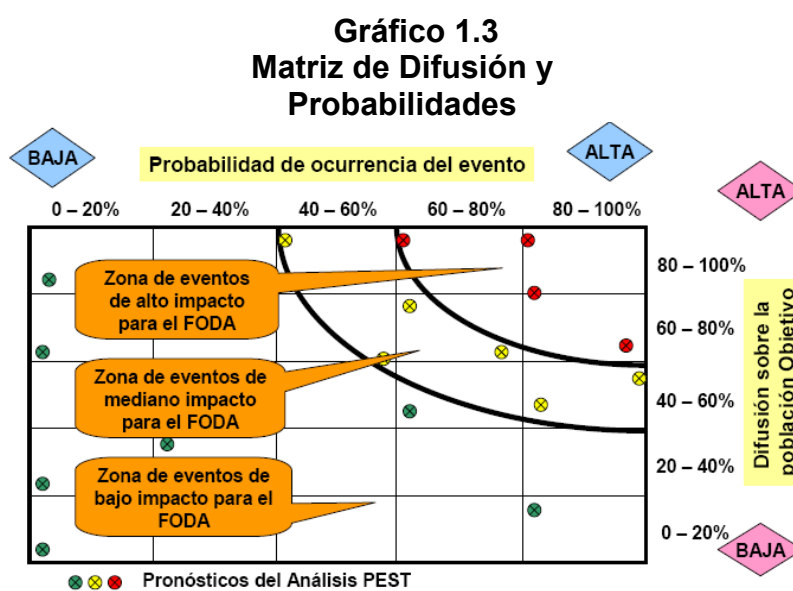 Gráfico 1.3
Matriz de Difusión y
Probabilidades
BAJA
Probabilidad de ocurrencia del evento
ALTA
ALTA
0 – 20%
20 – 40%
40 – 60%
60 – 80%
80 – 100%
Zona de eventos
de alto impacto
para el FODA
80 – 100%
60 – 80%
Zona de eventos de
mediano impacto
para el FODA
40 – 60%
Difusión sobre la
población Objetivo
20 – 40%
Zona de eventos de
bajo impacto para el
FODA
0 – 20%
BAJA
Pronósticos del Análisis PEST